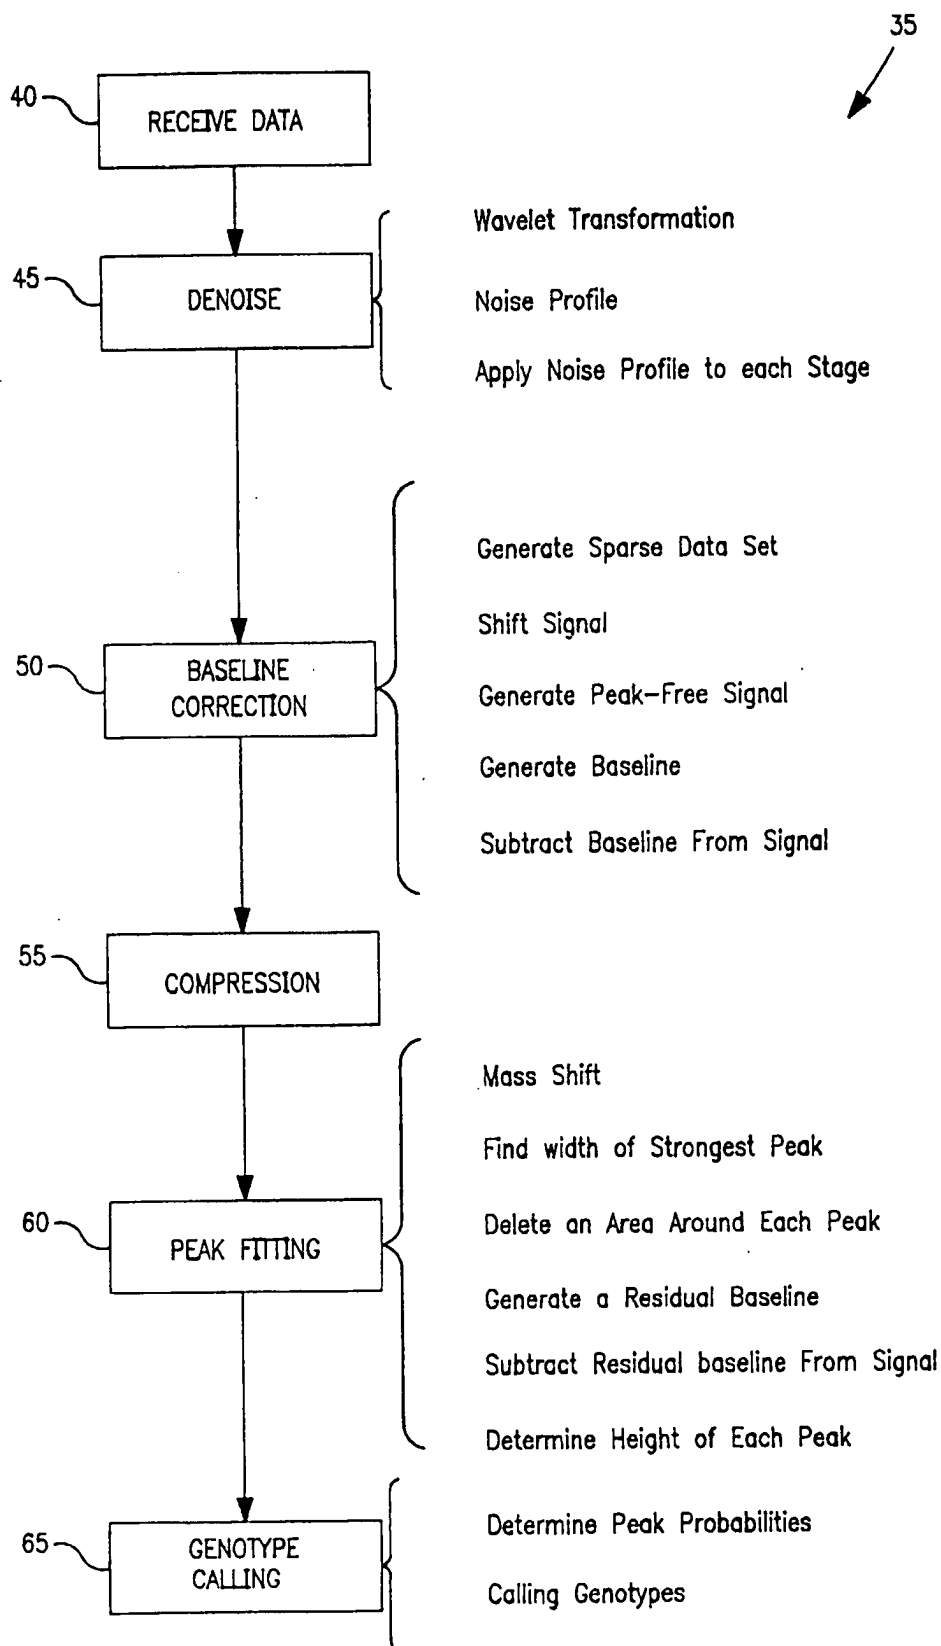 35
40
RECEIVE DATA
45
DENOISE
Wavelet Transformation
Noise Profile
Apply Noise Profile to each Stage
50
BASELINE
CORRECTION
Generate Sparse Data Set
Shift Signal
Generate Peak-Free Signal
Generate Baseline
Subtract Baseline From Signal
55
COMPRESSION
60
PEAK FITTING
Mass Shift
Find width of Strongest Peak
Delete an Area Around Each Peak
Generate a Residual Baseline
Subtract Residual baseline From Signal
Determine Height of Each Peak
65
GENOTYPE
CALLING
Determine Peak Probabilities
Calling Genotypes